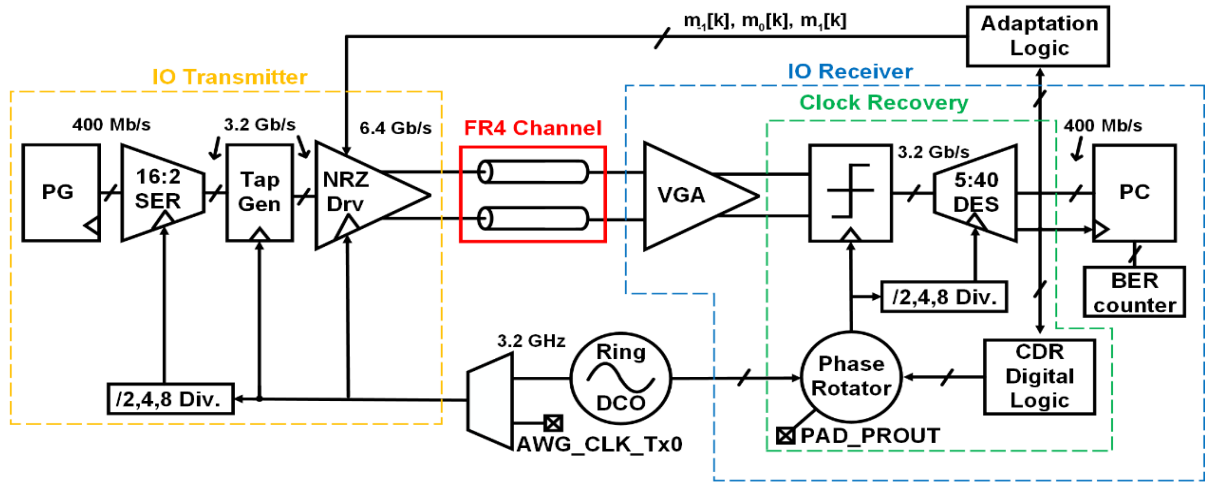 m-1[k], m0[k], m1[k]
Adaptation
Logic
IO Transmitter
IO Receiver
Clock Recovery
400 Mb/s
3.2 Gb/s
6.4 Gb/s
FR4 Channel
3.2 Gb/s
400 Mb/s
PG
16:2
SER
Tap
Gen
NRZ
Drv
VGA
5:40
DES
PC
/2,4,8 Div.
BER
counter
3.2 GHz
Ring
DCO
Phase
Rotator
CDR
Digital
Logic
/2,4,8 Div.
AWG_CLK_Tx0
PAD_PROUT